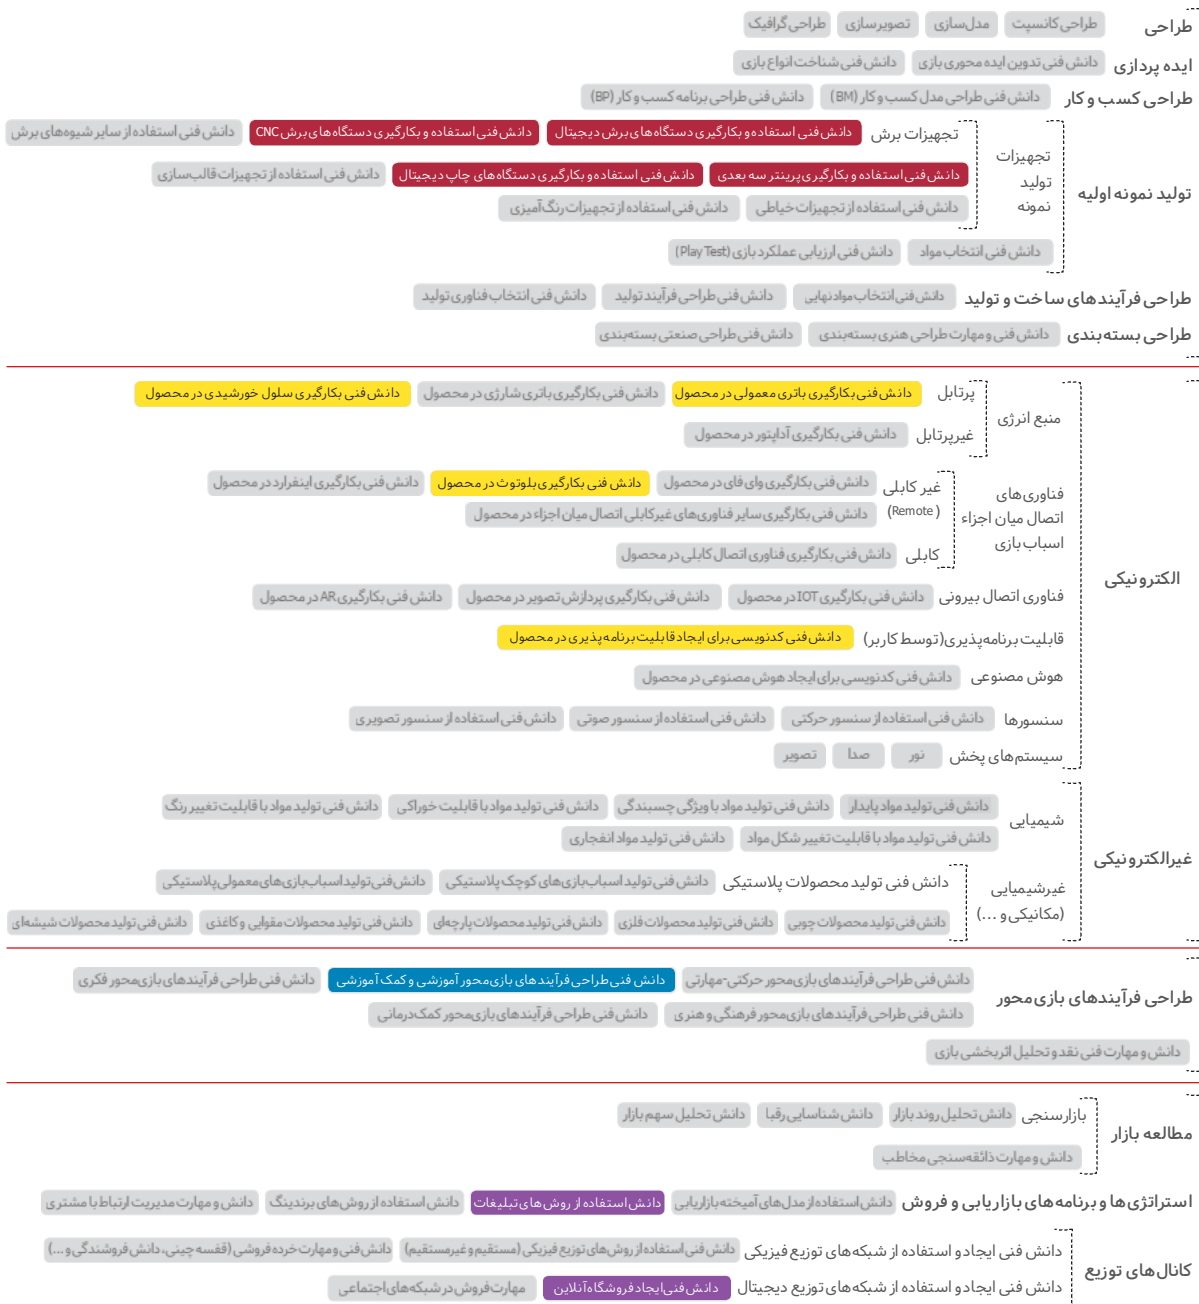 طراحی طراحی کانسپت مدل‌سازی تصویرسازی طراحی گرافیک
ایده پردازی دانش فنی تدوین ایده محوری بازی دانش فنی شناخت انواع بازی
طراحی کسب و کار دانش فنی طراحی مدل کسب و کار (BM) دانش فنی طراحی برنامه کسب و کار (BP)
تولید نمونه اولیه
تجهیزات تولید نمونه
تجهیزات برش دانش فنی استفاده و بکارگیری دستگاه های برش دیجیتال دانش فنی استفاده و بکارگیری دستگاه های برش CNC دانش فنی استفاده از سایر شیوه‌های برش
دانش فنی استفاده و بکارگیری پرینتر سه بعدی دانش فنی استفاده و بکارگیری دستگاه های چاپ دیجیتال دانش فنی استفاده از تجهیزات قالب‌سازی
دانش فنی استفاده از تجهیزات خیاطی دانش فنی استفاده از تجهیزات رنگ‌آمیزی
دانش فنی انتخاب مواد دانش فنی ارزیابی عملکرد بازی (Play Test)
طراحی فرآیندهای ساخت و تولید دانش فنی انتخاب مواد نهایی دانش فنی طراحی فرآیند تولید دانش فنی انتخاب فناوری تولید
طراحی بسته‌بندی دانش فنی و مهارت طراحی هنری بسته‌بندی دانش فنی طراحی صنعتی بسته‌بندی
الکترونیکی
منبع انرژی
پرتابل دانش فنی بکارگیری باتری معمولی در محصول دانش فنی بکارگیری باتری شارژی در محصول دانش فنی بکارگیری سلول خورشیدی در محصول
غیرپرتابل دانش فنی بکارگیری آداپتور در محصول
فناوری‌های اتصال میان اجزاء اسباب‌بازی
غیر کابلی (Remote) دانش فنی بکارگیری وای فای در محصول دانش فنی بکارگیری بلوتوث در محصول دانش فنی بکارگیری اینفرارد در محصول
دانش فنی بکارگیری سایر فناوری‌های غیرکابلی اتصال میان اجزاء در محصول
کابلی دانش فنی بکارگیری فناوری اتصال کابلی در محصول
فناوری اتصال بیرونی دانش فنی بکارگیری IOT در محصول دانش فنی بکارگیری پردازش تصویر در محصول دانش فنی بکارگیری AR در محصول
قابلیت برنامه‌پذیری(توسط کاربر) دانش فنی کدنویسی برای ایجاد قابلیت برنامه پذیری در محصول
هوش مصنوعی دانش فنی کدنویسی برای ایجاد هوش مصنوعی در محصول
سنسورها دانش فنی استفاده از سنسور حرکتی دانش فنی استفاده از سنسور صوتی دانش فنی استفاده از سنسور تصویری
سیستم‌های پخش نور صدا تصویر
غیرالکترونیکی
شیمیایی دانش فنی تولید مواد پایدار دانش فنی تولید مواد با ویژگی چسبندگی دانش فنی تولید مواد با قابلیت خوراکی دانش فنی تولید مواد با قابلیت تغییر رنگ
دانش فنی تولید مواد با قابلیت تغییر شکل مواد دانش فنی تولید مواد انفجاری
غیرشیمیایی (مکانیکی و ...)
دانش فنی تولید محصولات پلاستیکی دانش فنی تولید اسباب‌بازی‌های کوچک پلاستیکی دانش فنی تولید اسباب‌بازی‌های معمولی پلاستیکی
دانش فنی تولید محصولات چوبی دانش فنی تولید محصولات فلزی دانش فنی تولید محصولات پارچه‌ای دانش فنی تولید محصولات مقوایی و کاغذی دانش فنی تولید محصولات شیشه‌ای
طراحی فرآیندهای بازی‌محور
دانش فنی طراحی فرآیندهای بازی‌محور حرکتی-مهارتی دانش فنی طراحی فرآیندهای بازی محور آموزشی و کمک آموزشی دانش فنی طراحی فرآیندهای بازی‌محور فکری
دانش فنی طراحی فرآیندهای بازی‌محور فرهنگی و هنری دانش فنی طراحی فرآیندهای بازی‌محور کمک‌درمانی
دانش و مهارت فنی نقد و تحلیل اثربخشی بازی
مطالعه بازار
بازارسنجی دانش تحلیل روند بازار دانش شناسایی رقبا دانش تحلیل سهم بازار
دانش و مهارت ذائقه‌سنجی مخاطب
استراتژی‌ها و برنامه‌های بازاریابی و فروش دانش استفاده از مدل‌های آمیخته بازاریابی دانش استفاده از روش های تبلیغات دانش استفاده از روش‌های برندینگ دانش و مهارت مدیریت ارتباط با مشتری
کانال‌های توزیع
دانش فنی ایجاد و استفاده از شبکه‌های توزیع فیزیکی دانش فنی استفاده از روش‌های توزیع فیزیکی (مستقیم و غیرمستقیم) دانش فنی و مهارت خرده فروشی (قفسه چینی، دانش فروشندگی و ...)
دانش فنی ایجاد و استفاده از شبکه‌های توزیع دیجیتال دانش فنی ایجاد فروشگاه آنلاین مهارت فروش در شبکه‌های اجتماعی